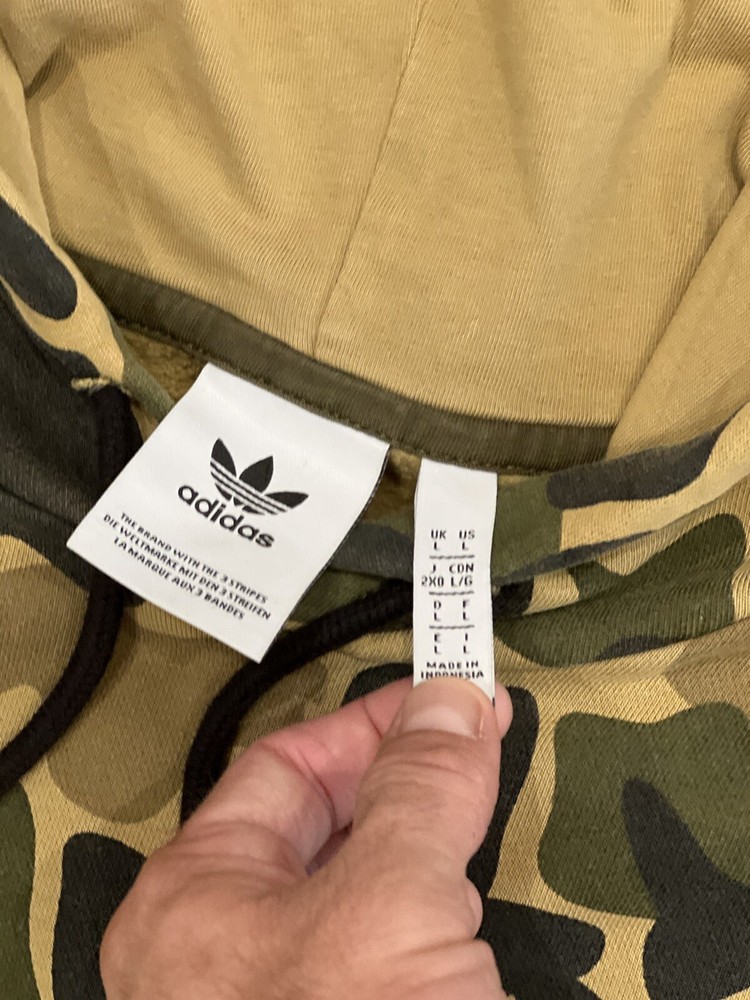 adidas
THE BRAND WITH THE 3 STRIPES
DIE WELTMARKE MIT DEN 3 STREIFEN
LA MARQUE AUX 3 BANDES
UK US
L L
J CDN
2XO L/G
D F
L L
E I
L L
MADE IN
INDONESIA